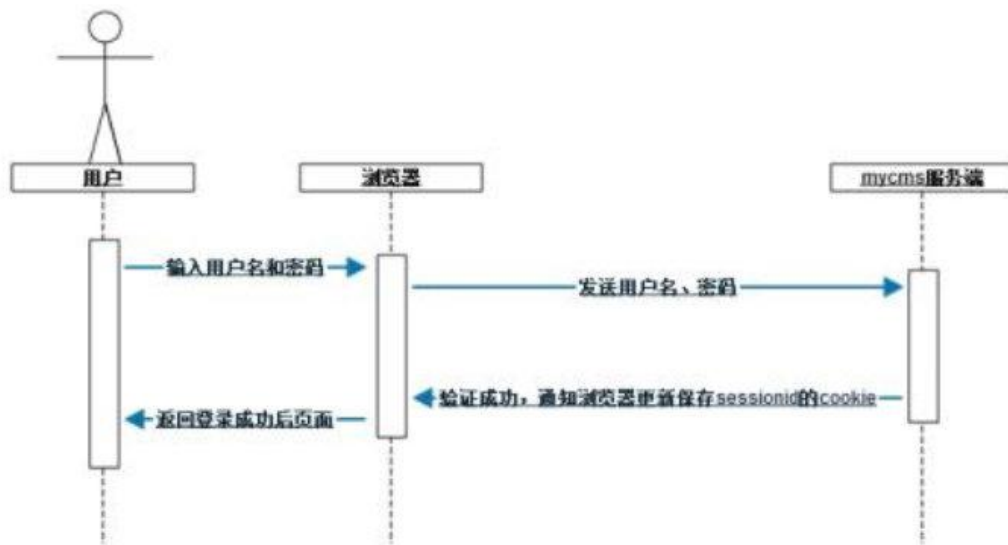 用户
浏览器
mycms服务端
输入用户名和密码
发送用户名、密码
验证成功，通知浏览器更新保存sessionid的cookie
返回登录成功后页面